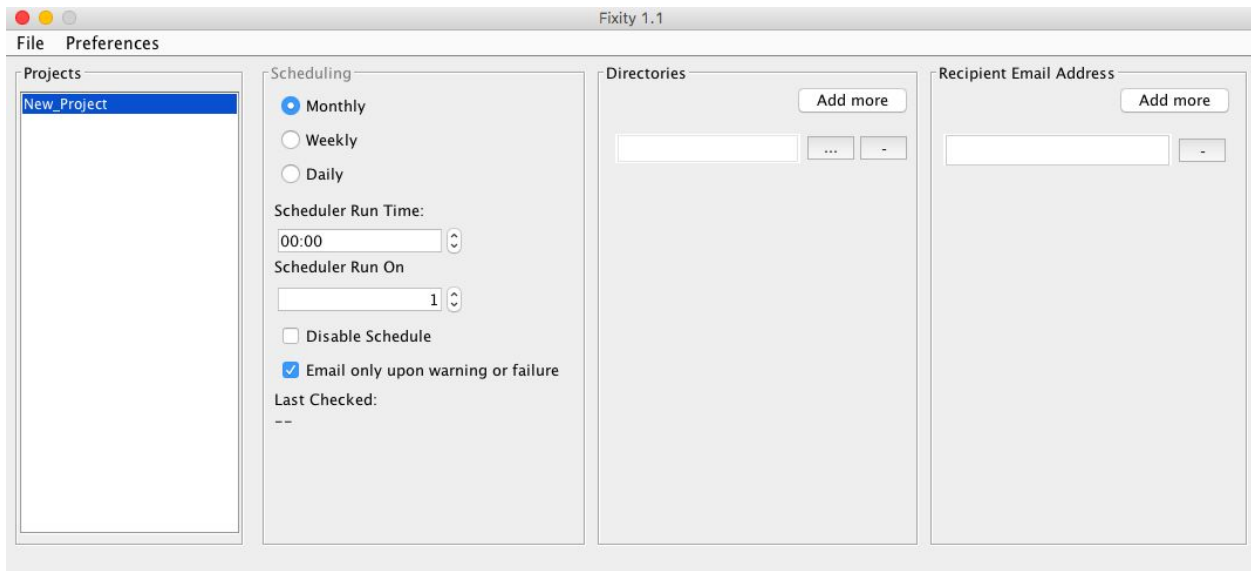 Fixity 1.1
File Preferences
Projects
New_Project
Scheduling
Monthly
Weekly
Daily
Scheduler Run Time:
00:00
Scheduler Run On
1
Disable Schedule
Email only upon warning or failure
Last Checked:
--
Directories
Add more
... -
Recipient Email Address
Add more
-